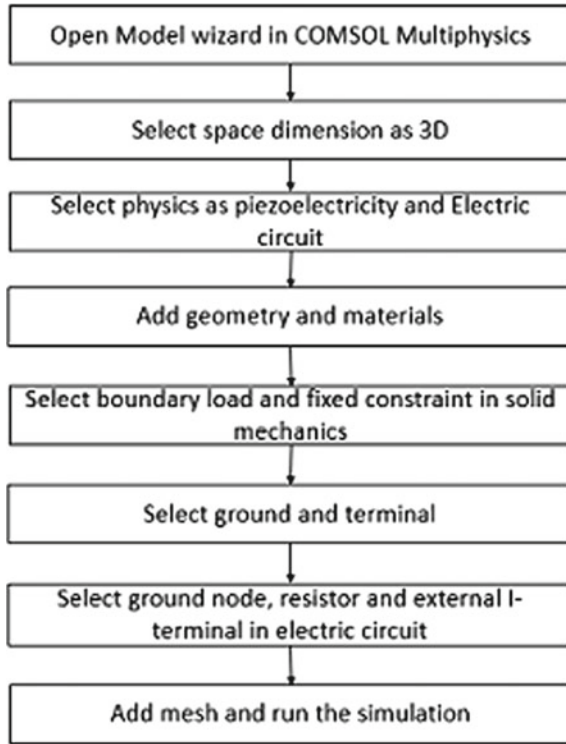 Open Model wizard in COMSOL Multiphysics
Select space dimension as 3D
Select physics as piezoelectricity and Electric
circuit
Add geometry and materials
Select boundary load and fixed constraint in solid
mechanics
Select ground and terminal
Select ground node, resistor and external I-
terminal in electric circuit
Add mesh and run the simulation